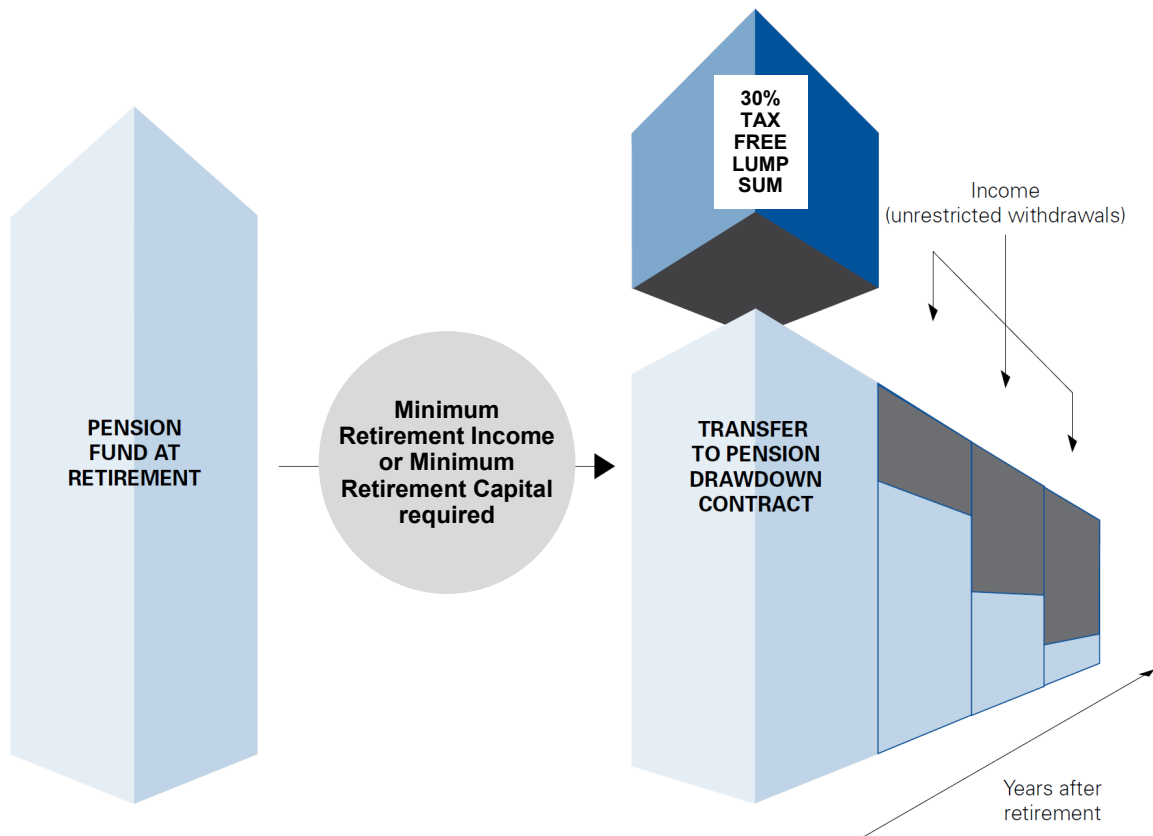 PENSION
FUND AT
RETIREMENT
Minimum
Retirement Income
or Minimum
Retirement Capital
required
30%
TAX
FREE
LUMP
SUM
TRANSFER
TO PENSION
DRAWDOWN
CONTRACT
Income
(unrestricted withdrawals)
Years after
retirement